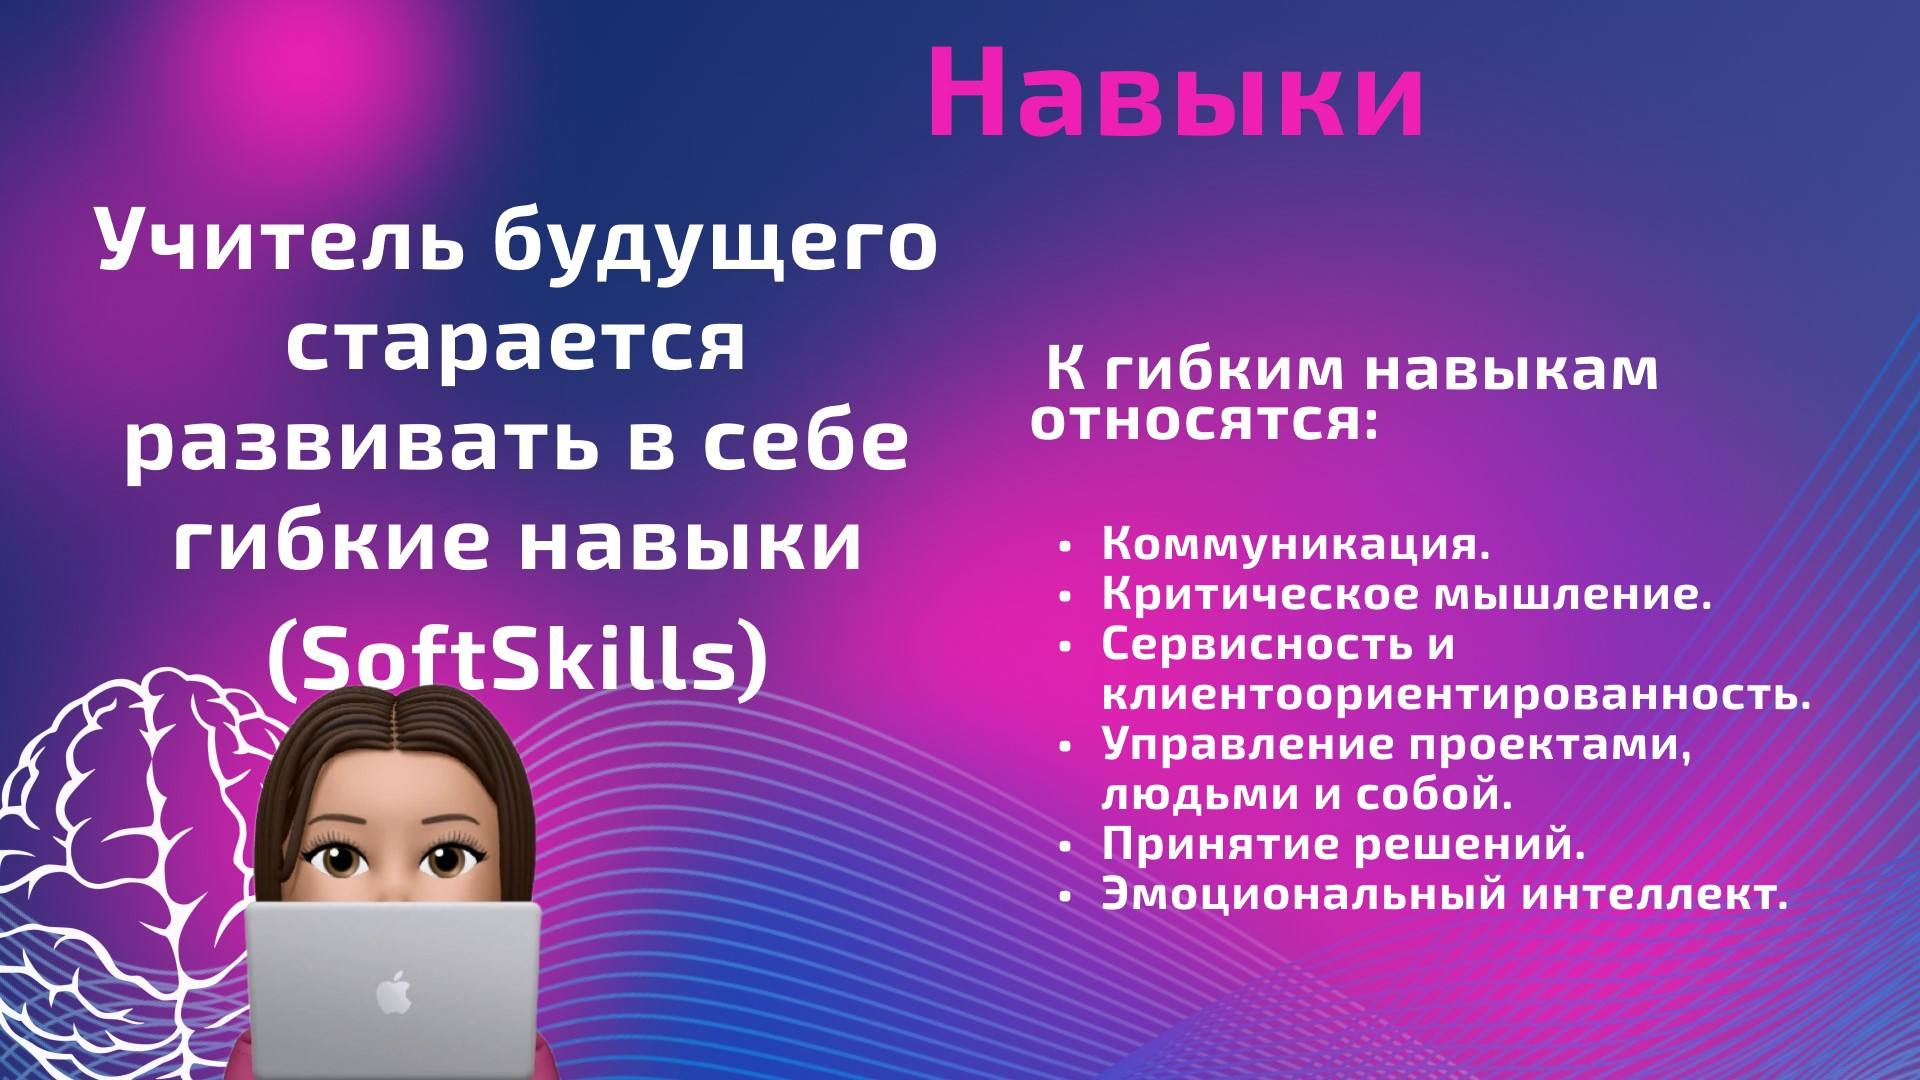 Навыки
Учитель будущего
старается
развивать в себе
гибкие навыки
(SoftSkills)
К гибким навыкам
относятся:
• Коммуникация.
• Критическое мышление.
• Сервисность и
клиентоориентированность.
• Управление проектами,
людьми и собой.
• Принятие решений.
• Эмоциональный интеллект.